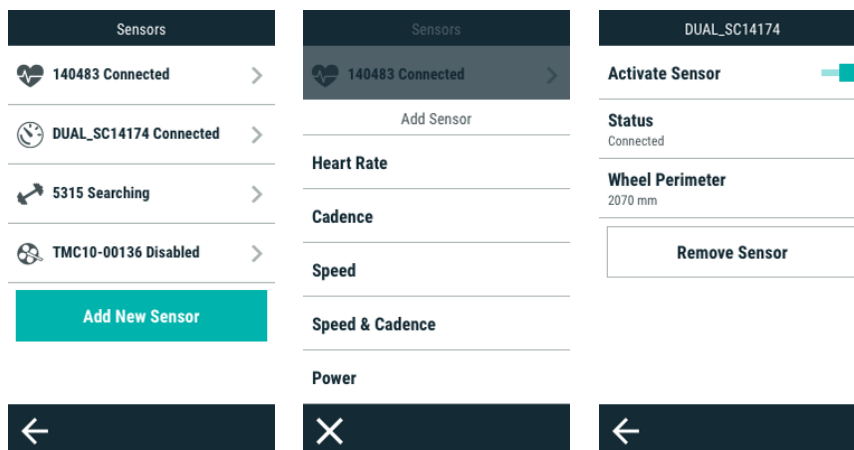 Sensors
140483 Connected
DUAL_SC14174 Connected
5315 Searching
TMC10-00136 Disabled
Add New Sensor
Sensors
140483 Connected
Add Sensor
Heart Rate
Cadence
Speed
Speed & Cadence
Power
DUAL_SC14174
Activate Sensor
Status
Connected
Wheel Perimeter
2070 mm
Remove Sensor